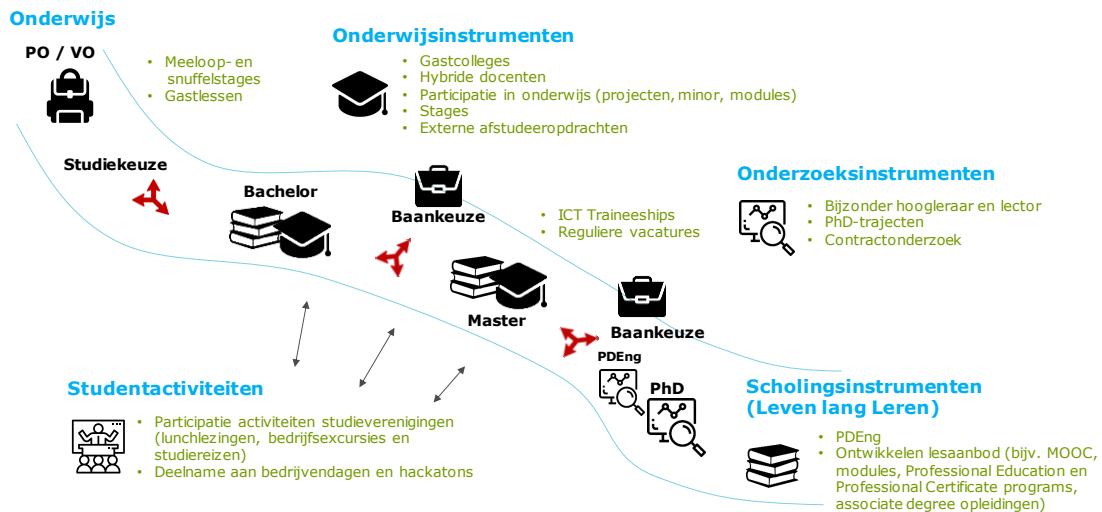 Onderwijs
PO / VO
• Meeloop- en
snuffelstages
• Gastlessen
Onderwijsinstrumenten
• Gastcolleges
• Hybride docenten
• Participatie in onderwijs (projecten, minor, modules)
• Stages
• Externe afstudeeropdrachten
Studiekeuze
Bachelor
Baankeuze
• ICT Traineeships
• Reguliere vacatures
Onderzoeksinstrumenten
• Bijzonder hoogleraar en lector
• PhD-trajecten
• Contractonderzoek
Master
Baankeuze
PDEng
PhD
Studentactiviteiten
• Participatie activiteiten studieverenigingen
(lunchlezingen, bedrijfsexcursies en
studiereizen)
• Deelname aan bedrijvendagen en hackatons
Scholingsinstrumenten
(Leven lang Leren)
• PDEng
• Ontwikkelen lesaanbod (bijv. MOOC,
modules, Professional Education en
Professional Certificate programs,
associate degree opleidingen)